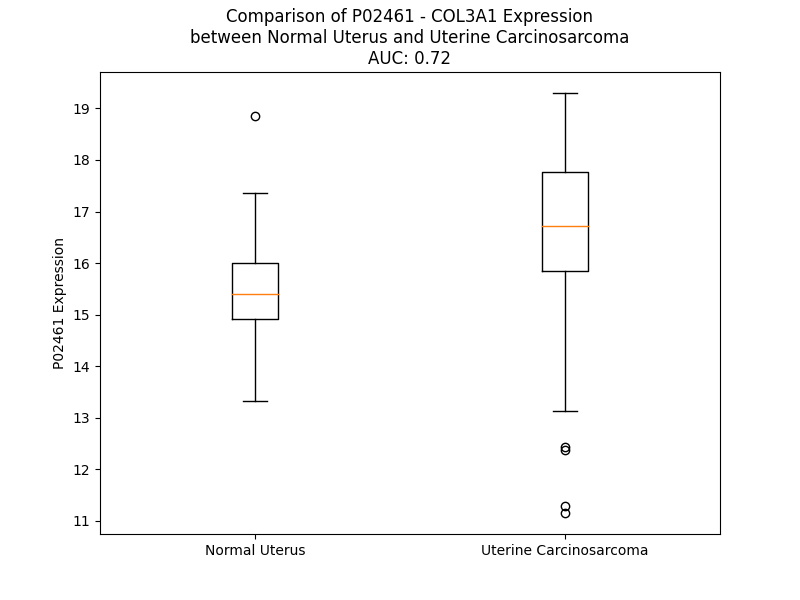 Comparison of P02461 - COL3A1 Expression
between Normal Uterus and Uterine Carcinosarcoma
AUC: 0.72
19
18
17
16
15
14
13
12
11
P02461 Expression
Normal Uterus
Uterine Carcinosarcoma